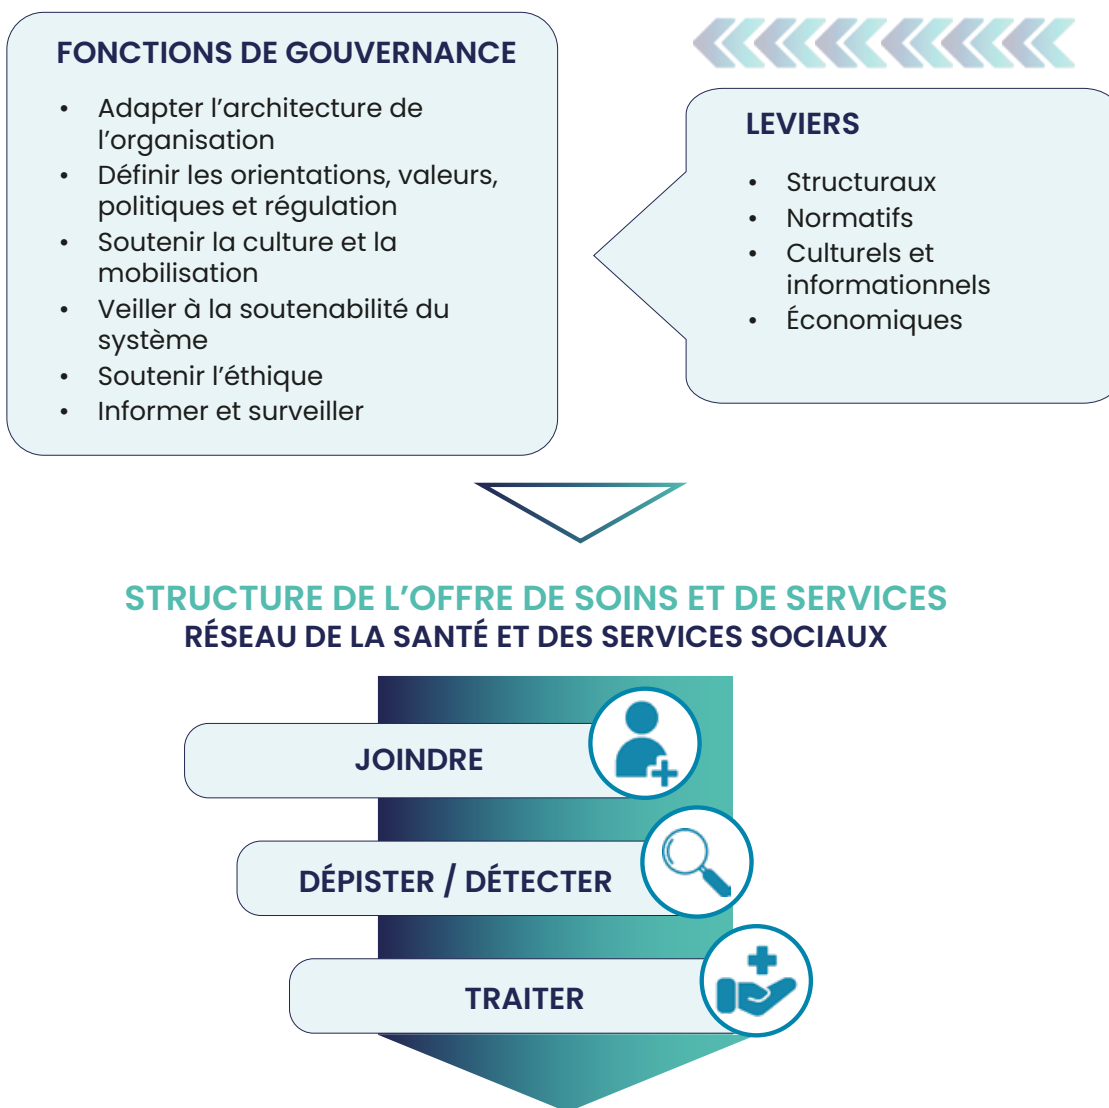 FONCTIONS DE GOUVERNANCE
• Adapter l’architecture de
l’organisation
• Définir les orientations, valeurs,
politiques et régulation
• Soutenir la culture et la
mobilisation
• Veiller à la soutenabilité du
système
• Soutenir l’éthique
• Informer et surveiller
LEVIERS
• Structuraux
• Normatifs
• Culturels et
informationnels
• Économiques
STRUCTURE DE L’OFFRE DE SOINS ET DE SERVICES
RÉSEAU DE LA SANTÉ ET DES SERVICES SOCIAUX
JOINDRE
DÉPISTER / DÉTECTER
TRAITER